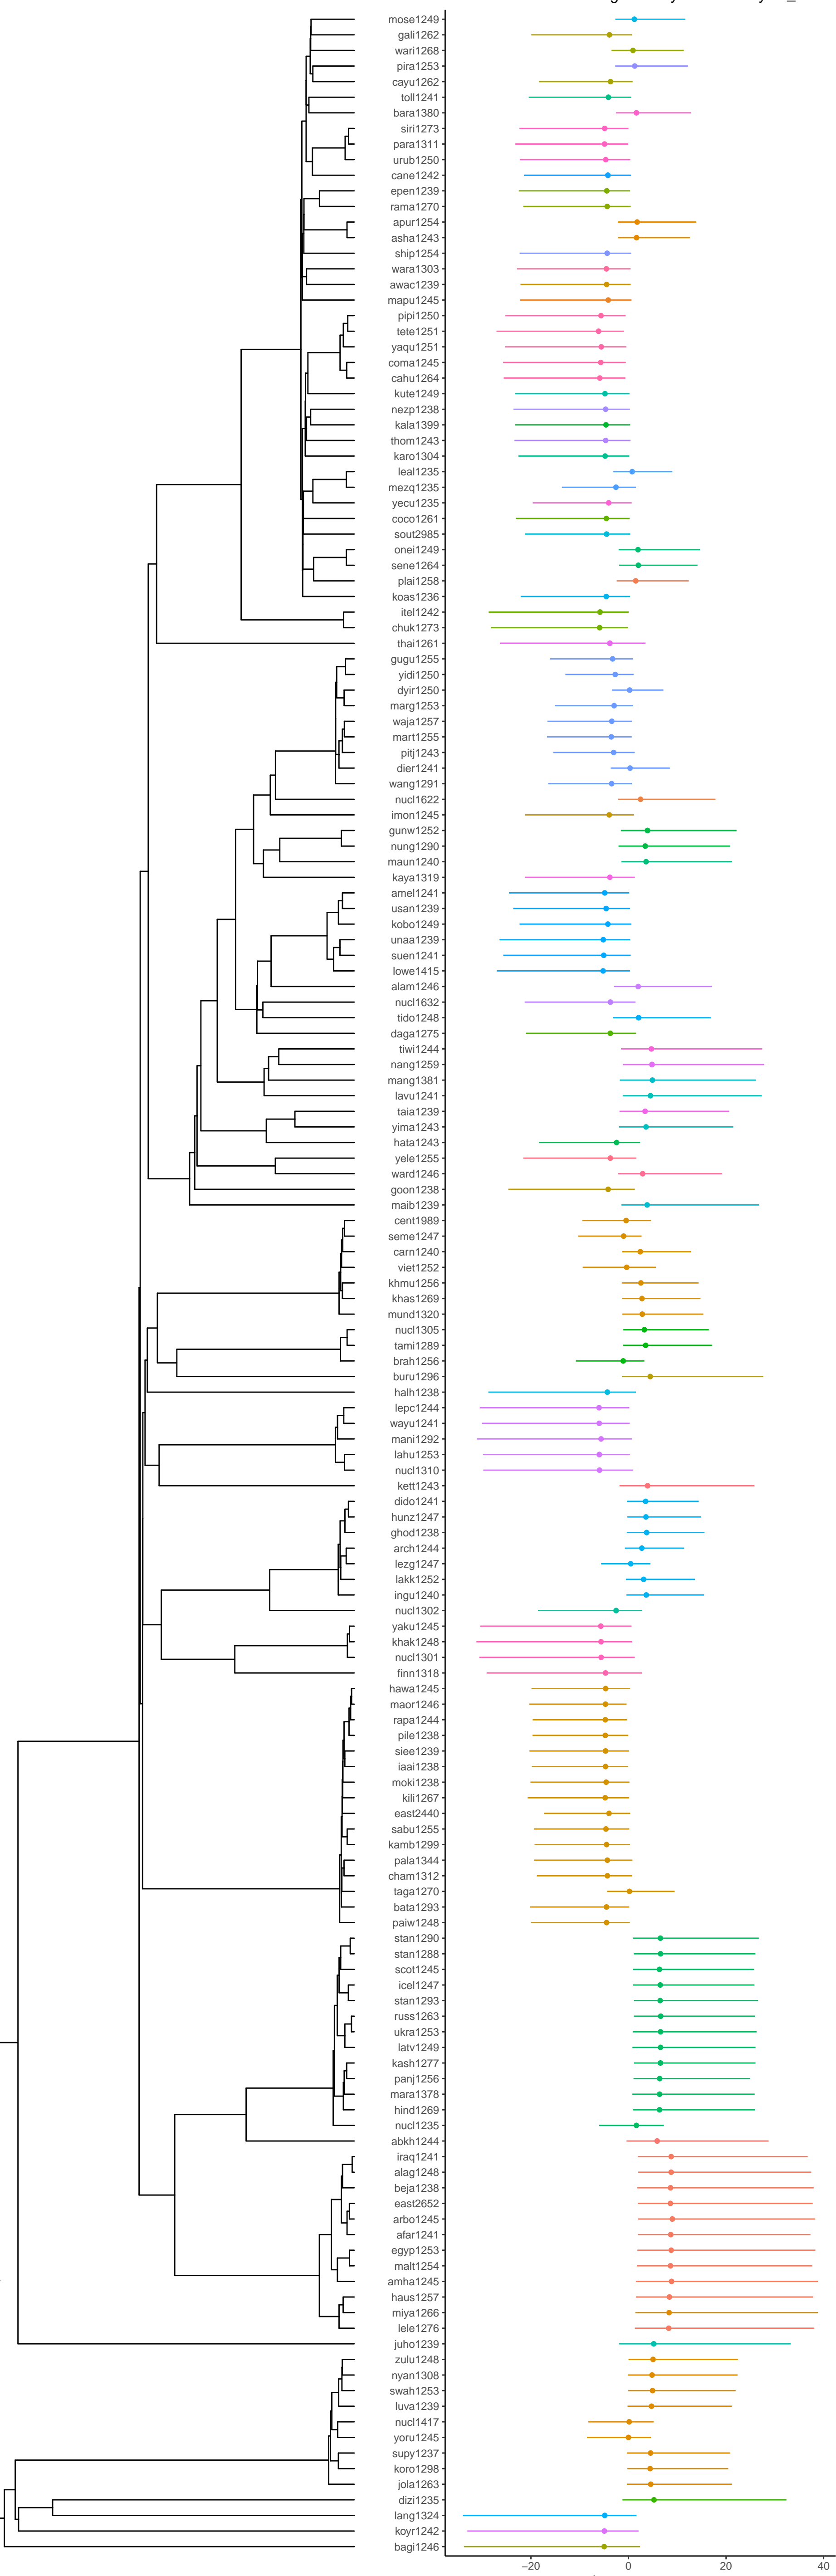 mose1249
gali1262
wari1268
pira1253
cayu1262
toll1241
bara1380
siri1273
para1311
urub1250
cane1242
epen1239
rama1270
apur1254
asha1243
ship1254
wara1303
awac1239
mapu1245
pipi1250
tete1251
yaqu1251
coma1245
cahu1264
kute1249
nezp1238
kala1399
thom1243
karo1304
leal1235
mezq1235
yecu1235
coco1261
sout2985
onei1249
sene1264
plai1258
koas1236
itel1242
chuk1273
thai1261
gugu1255
yidi1250
dyir1250
marg1253
waja1257
mart1255
pitj1243
dier1241
wang1291
nucl1622
imon1245
gunw1252
nung1290
maun1240
kaya1319
amel1241
usan1239
kobo1249
unaa1239
suen1241
lowe1415
alam1246
nucl1632
tido1248
daga1275
tiwi1244
nang1259
mang1381
lavu1241
taia1239
yima1243
hata1243
yele1255
ward1246
goon1238
maib1239
cent1989
seme1247
carn1240
viet1252
khmu1256
khas1269
mund1320
nucl1305
tami1289
brah1256
buru1296
halh1238
lepc1244
wayu1241
mani1292
lahu1253
nucl1310
kett1243
dido1241
hunz1247
ghod1238
arch1244
lezg1247
lakk1252
ingu1240
nucl1302
yaku1245
khak1248
nucl1301
finn1318
hawa1245
maor1246
rapa1244
pile1238
siee1239
iaai1238
moki1238
kili1267
east2440
sabu1255
kamb1299
pala1344
cham1312
taga1270
bata1293
paiw1248
stan1290
stan1288
scot1245
icel1247
stan1293
russ1263
ukra1253
latv1249
kash1277
panj1256
mara1378
hind1269
nucl1235
abkh1244
iraq1241
alag1248
beja1238
east2652
arbo1245
afar1241
egyp1253
malt1254
amha1245
haus1257
miya1266
lele1276
juho1239
zulu1248
nyan1308
swah1253
luva1239
nucl1417
yoru1245
supy1237
koro1298
jola1263
dizi1235
lang1324
koyr1242
bagi1246
−20 0 20 40